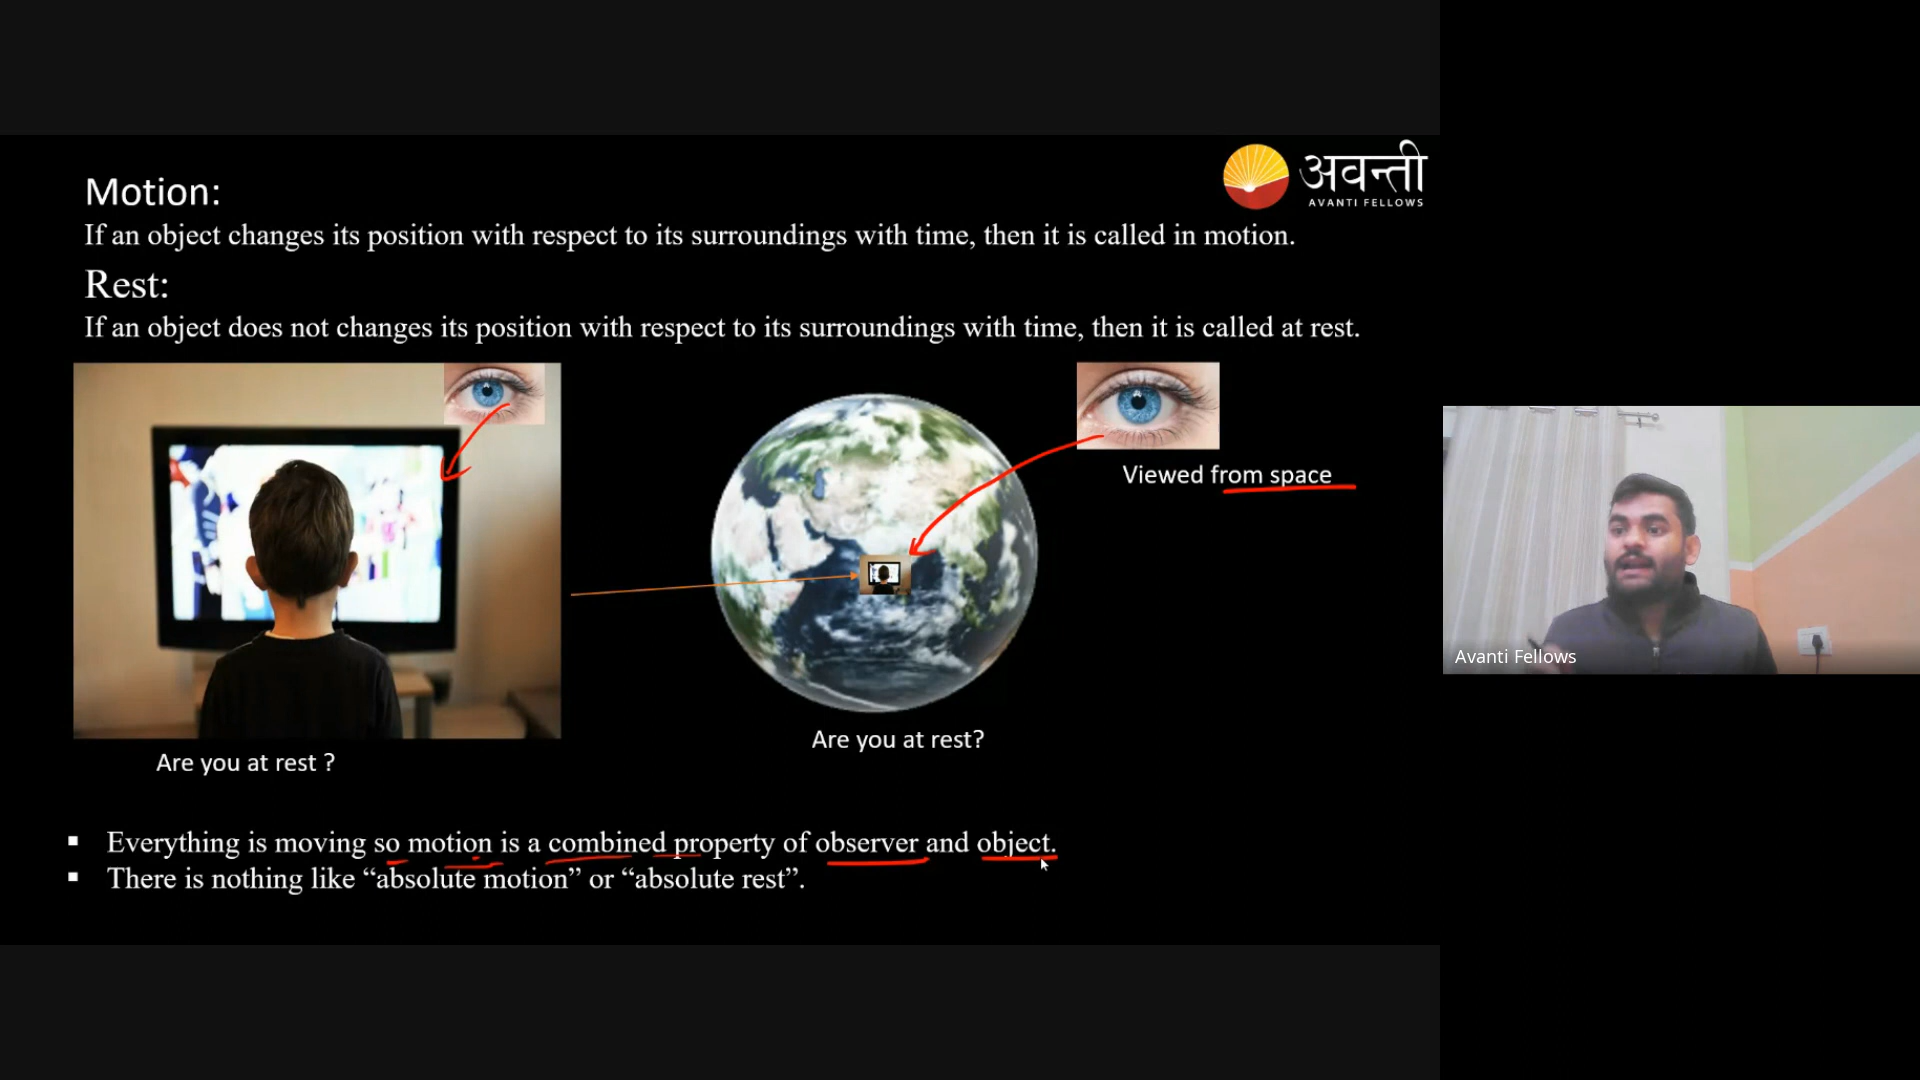 अवन्ती
AVANTI FELLOWS
Motion:
If an object changes its position with respect to its surroundings with time, then it is called in motion.
Rest:
If an object does not changes its position with respect to its surroundings with time, then it is called at rest.
Viewed from space
Are you at rest ?
Are you at rest?
▪ Everything is moving so motion is a combined property of observer and object.
▪ There is nothing like “absolute motion” or “absolute rest”.
Avanti Fellows